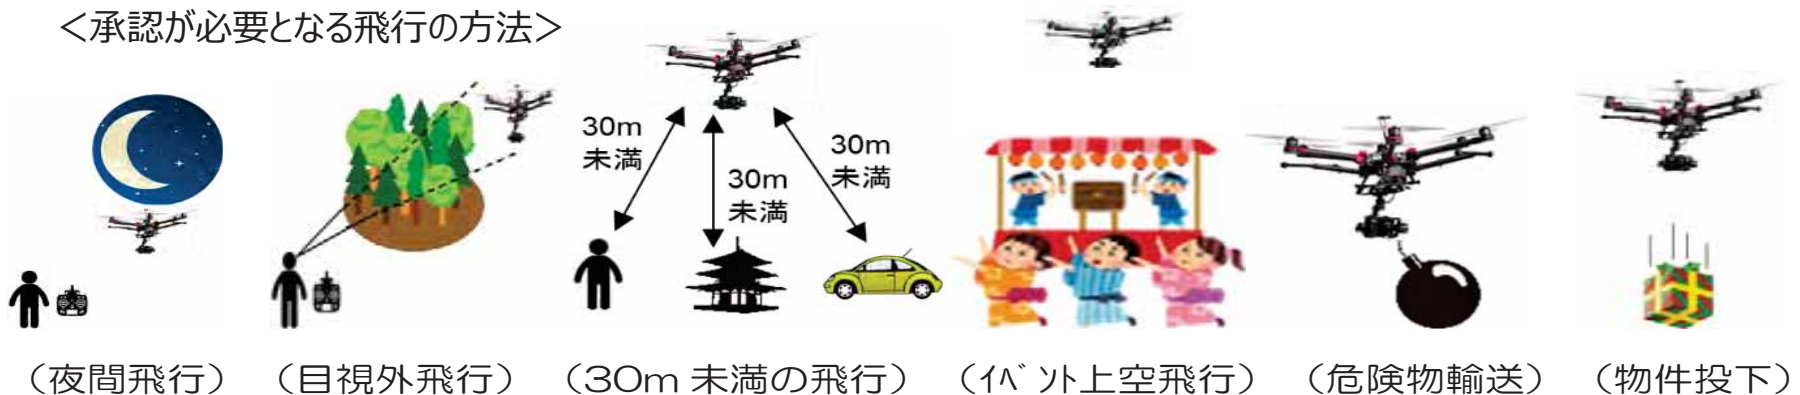 ＜承認が必要となる飛行の方法＞
30m
未満
30m
未満
30m
未満
（夜間飛行）
（目視外飛行）
（30m 未満の飛行）
（ｲﾍﾞﾝﾄ上空飛行）
（危険物輸送）
（物件投下）